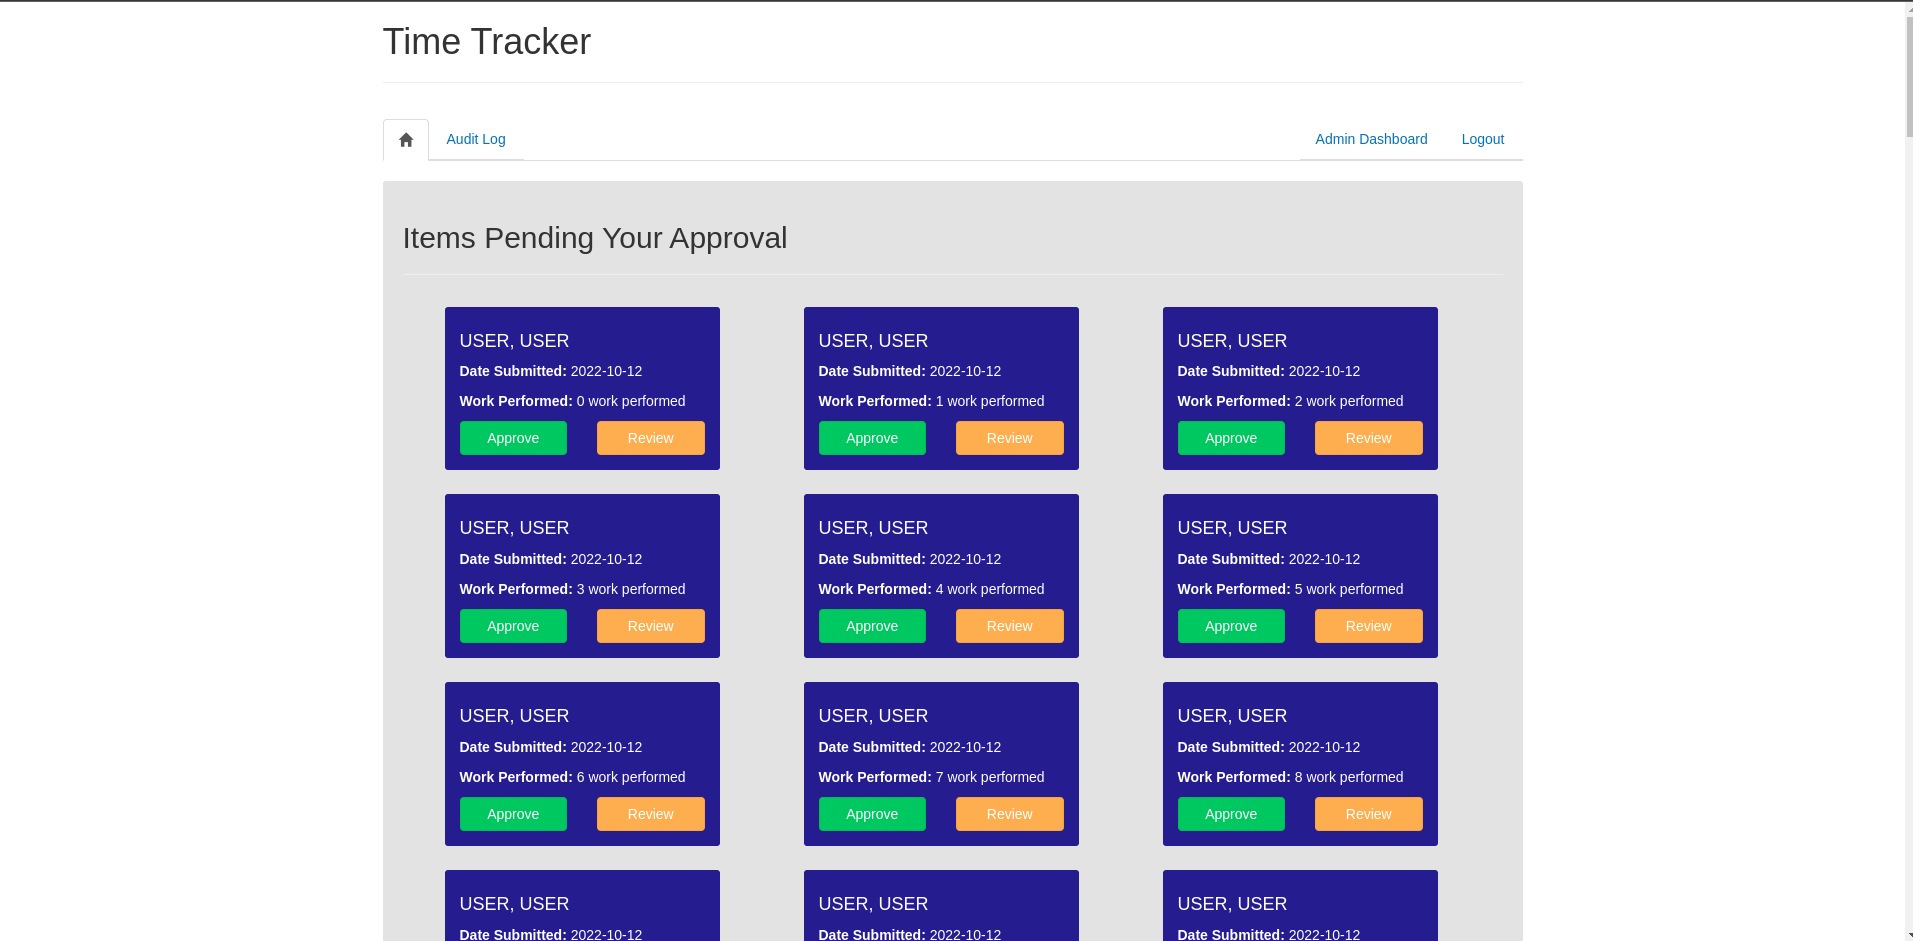 Time Tracker
Audit Log
Admin Dashboard
Logout
Items Pending Your Approval
USER, USER
Date Submitted: 2022-10-12
Work Performed: 0 work performed
Approve
Review
USER, USER
Date Submitted: 2022-10-12
Work Performed: 1 work performed
Approve
Review
USER, USER
Date Submitted: 2022-10-12
Work Performed: 2 work performed
Approve
Review
USER, USER
Date Submitted: 2022-10-12
Work Performed: 3 work performed
Approve
Review
USER, USER
Date Submitted: 2022-10-12
Work Performed: 4 work performed
Approve
Review
USER, USER
Date Submitted: 2022-10-12
Work Performed: 5 work performed
Approve
Review
USER, USER
Date Submitted: 2022-10-12
Work Performed: 6 work performed
Approve
Review
USER, USER
Date Submitted: 2022-10-12
Work Performed: 7 work performed
Approve
Review
USER, USER
Date Submitted: 2022-10-12
Work Performed: 8 work performed
Approve
Review
USER, USER
Date Submitted: 2022-10-12
USER, USER
Date Submitted: 2022-10-12
USER, USER
Date Submitted: 2022-10-12